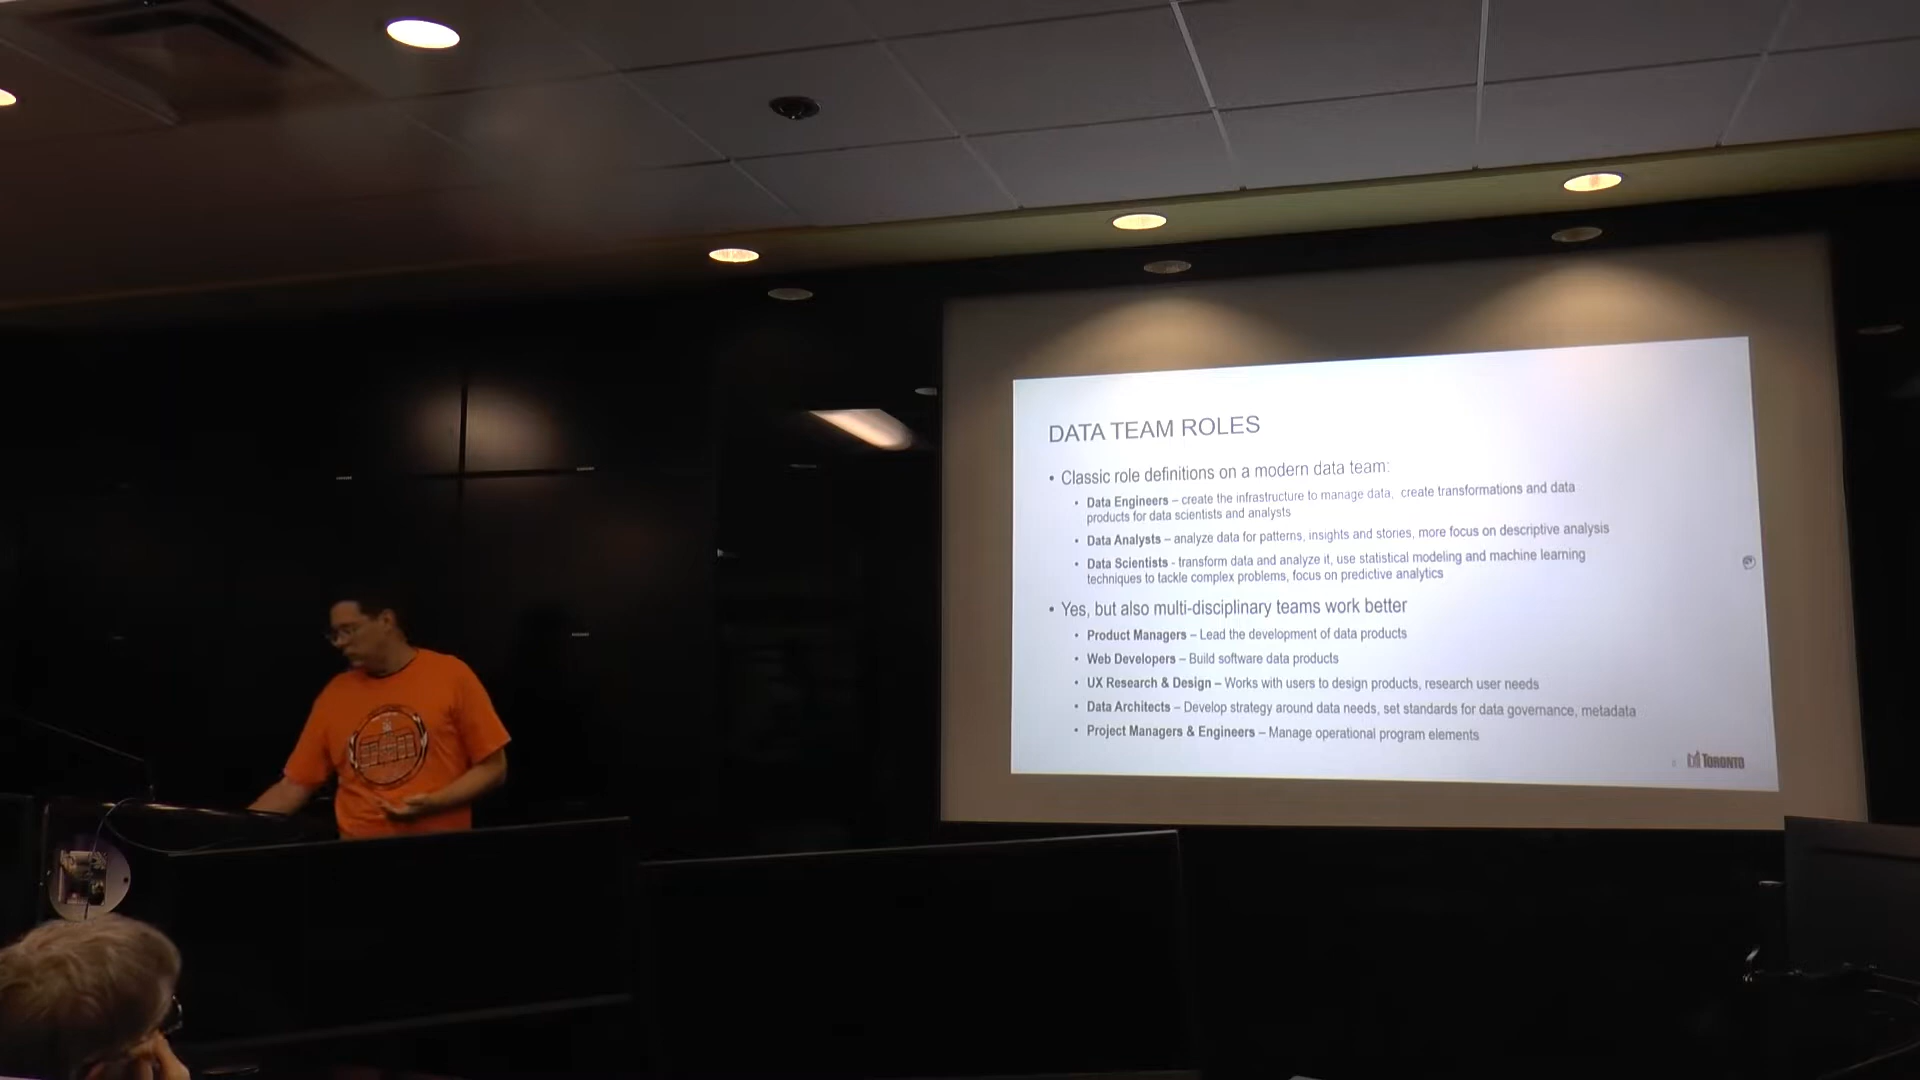 DATA TEAM ROLES
• Classic role definitions on a modern data team:
• Data Engineers – create the infrastructure to manage data, create transformations and data
products for data scientists and analysts
• Data Analysts – analyze data for patterns, insights and stories, more focus on descriptive analysis
• Data Scientists - transform data and analyze it, use statistical modeling and machine learning
techniques to tackle complex problems, focus on predictive analytics
• Yes, but also multi-disciplinary teams work better
• Product Managers – Lead the development of data products
• Web Developers – Build software data products
• UX Research & Design – Works with users to design products, research user needs
• Data Architects – Develop strategy around data needs, set standards for data governance, metadata
• Project Managers & Engineers – Manage operational program elements
TORONTO